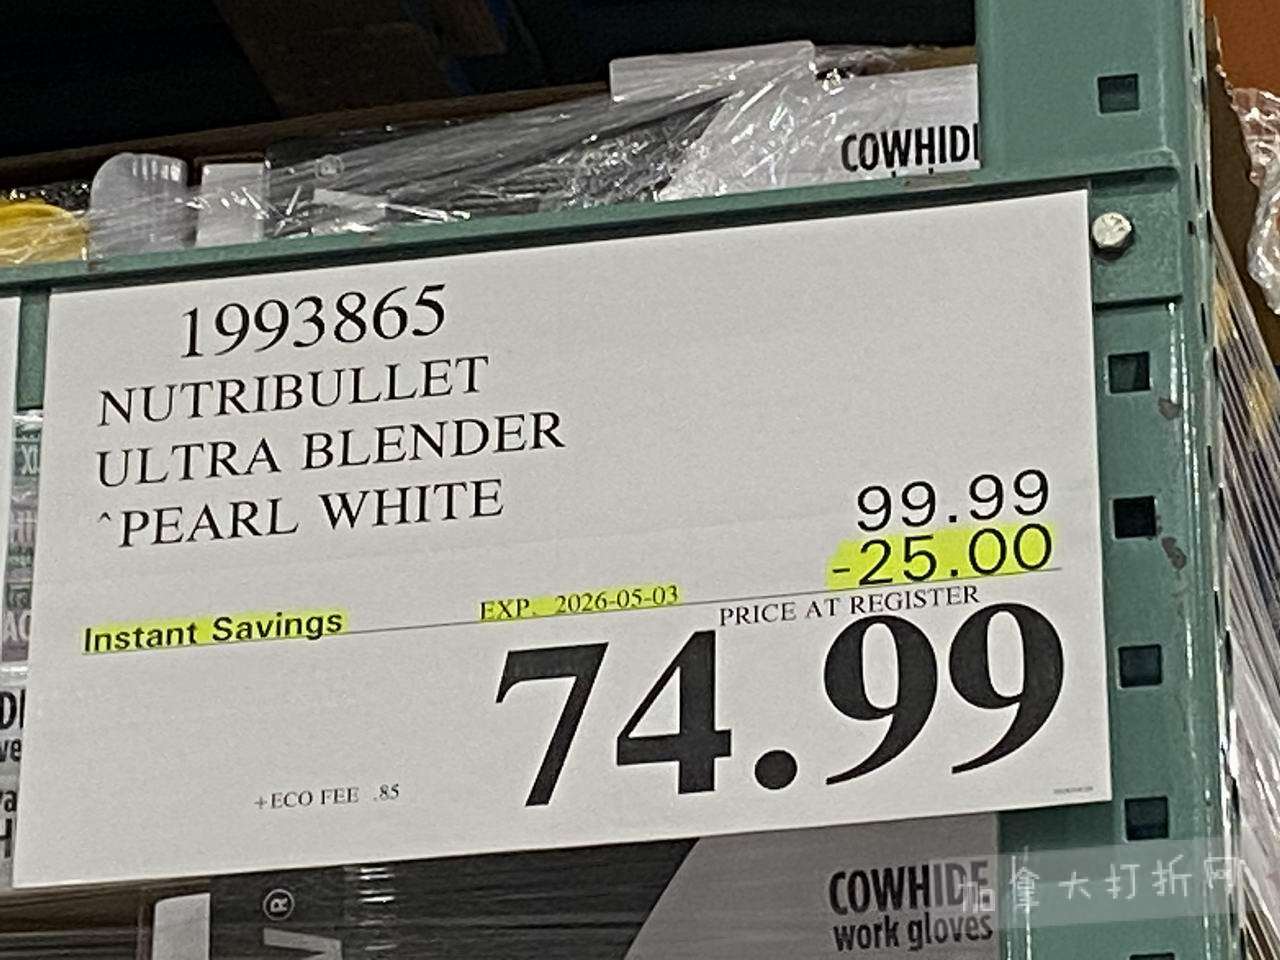 COWHIDE
1993865
NUTRIBULLET
ULTRA BLENDER
^PEARL WHITE
99.99
-25.00
Instant Savings
EXP. 2026-05-03
PRICE AT REGISTER
74.99
+ECO FEE .85
COWHIDE
work gloves
加拿大打折网